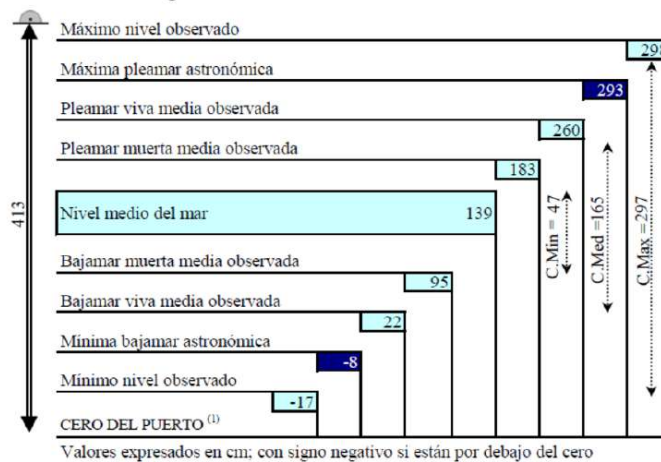 Máximo nivel observado
298
Máxima pleamar astronómica
293
Pleamar viva media observada
260
Pleamar muerta media observada
183
413
Nivel medio del mar
139
C.Min = 47
C.Med =165
C.Max =297
Bajamar muerta media observada
95
Bajamar viva media observada
22
Mínima bajamar astronómica
-8
Mínimo nivel observado
-17
CERO DEL PUERTO (1)
Valores expresados en cm; con signo negativo si están por debajo del cero